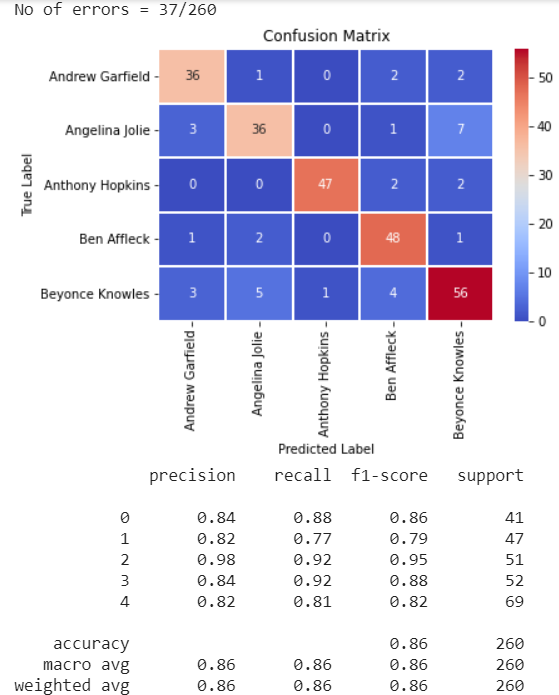 No of errors = 37/260
Confusion Matrix
Andrew Garfield 36 1 0 2 2
Angelina Jolie 3 36 0 1 7
Anthony Hopkins 0 0 47 2 2
Ben Affleck 1 2 0 48 1
Beyonce Knowles 3 5 1 4 56
True Label
50
40
30
20
10
0
Andrew Garfield
Angelina Jolie
Anthony Hopkins
Ben Affleck
Beyonce Knowles
Predicted Label
precision recall f1-score support
0 0.84 0.88 0.86 41
1 0.82 0.77 0.79 47
2 0.98 0.92 0.95 51
3 0.84 0.92 0.88 52
4 0.82 0.81 0.82 69
accuracy 0.86 260
macro avg 0.86 0.86 0.86 260
weighted avg 0.86 0.86 0.86 260